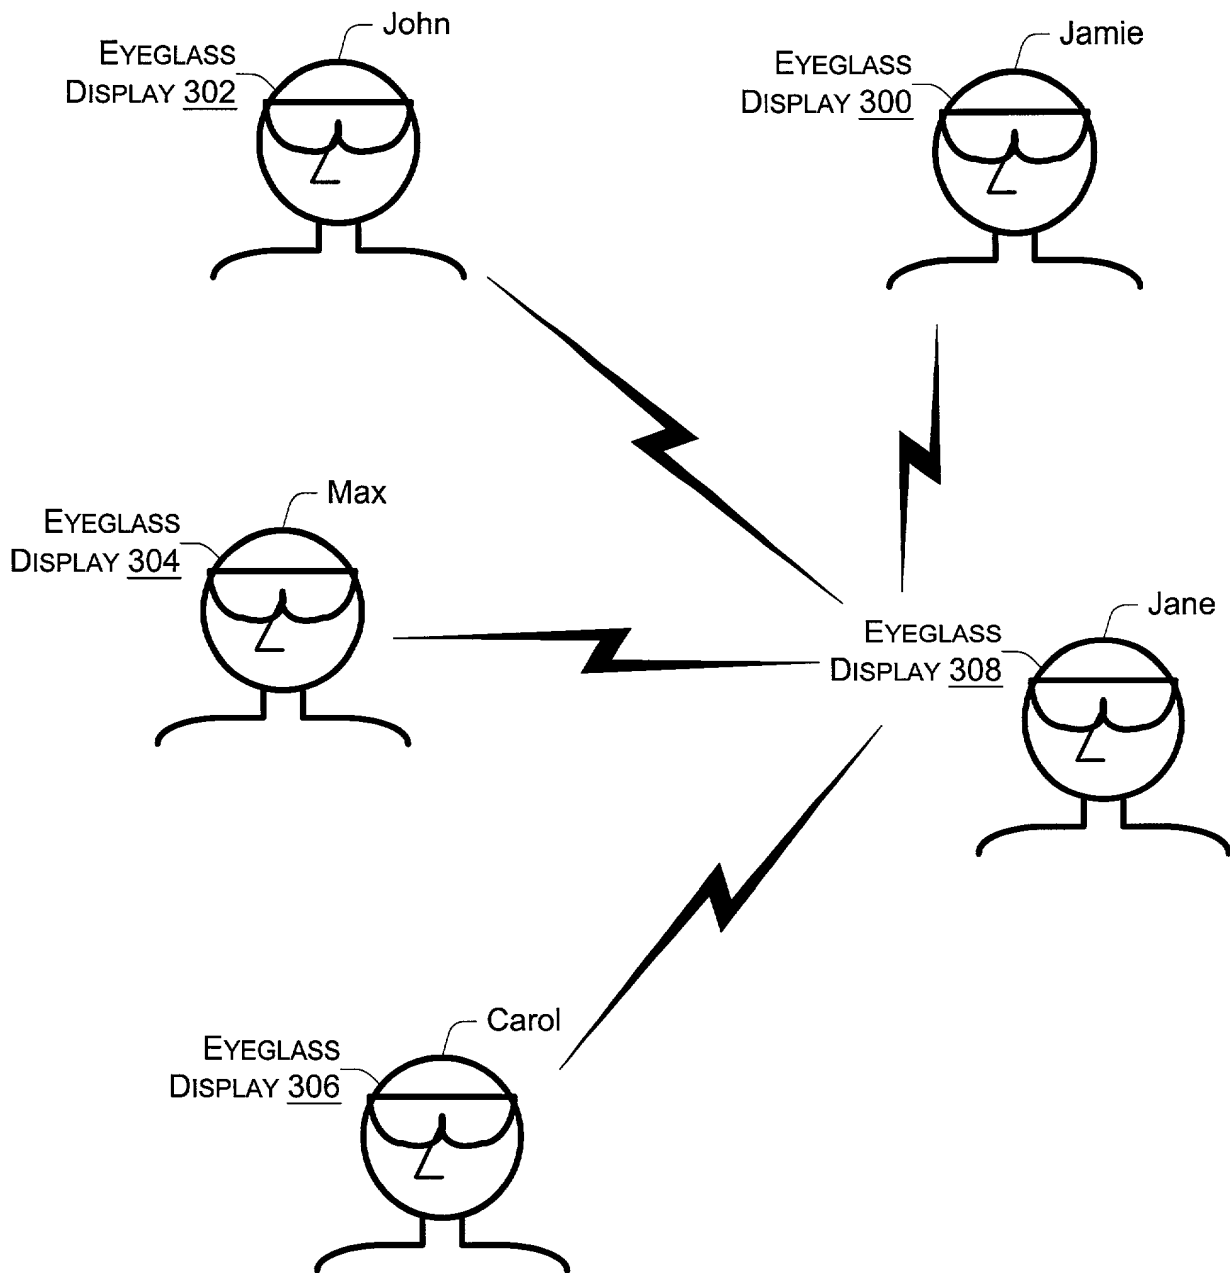 John
EYEGLASS
DISPLAY 302
Jamie
EYEGLASS
DISPLAY 300
Max
EYEGLASS
DISPLAY 304
Jane
EYEGLASS
DISPLAY 308
Carol
EYEGLASS
DISPLAY 306